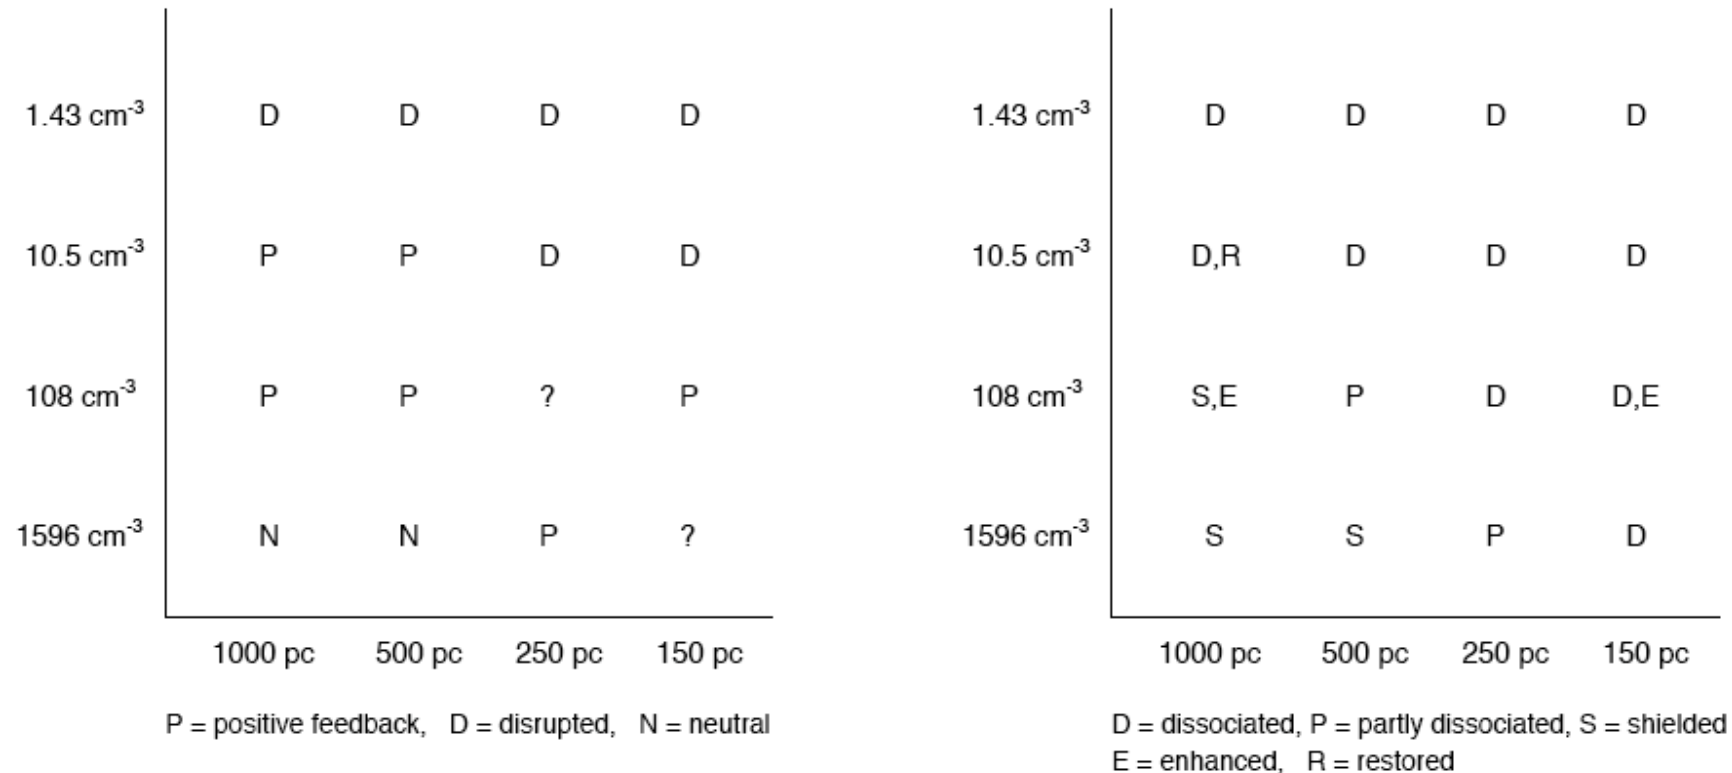 1.43 cm⁻³ D D D D
10.5 cm⁻³ P P D D
108 cm⁻³ P P ? P
1596 cm⁻³ N N P ?
1000 pc 500 pc 250 pc 150 pc
P = positive feedback, D = disrupted, N = neutral
1.43 cm⁻³ D D D D
10.5 cm⁻³ D,R D D D
108 cm⁻³ S,E P D D,E
1596 cm⁻³ S S P D
1000 pc 500 pc 250 pc 150 pc
D = dissociated, P = partly dissociated, S = shielded
E = enhanced, R = restored